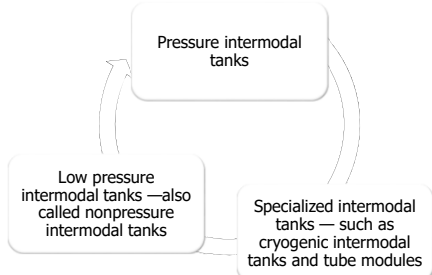 Pressure intermodal
tanks
Low pressure
intermodal tanks —also
called nonpressure
intermodal tanks
Specialized intermodal
tanks — such as
cryogenic intermodal
tanks and tube modules